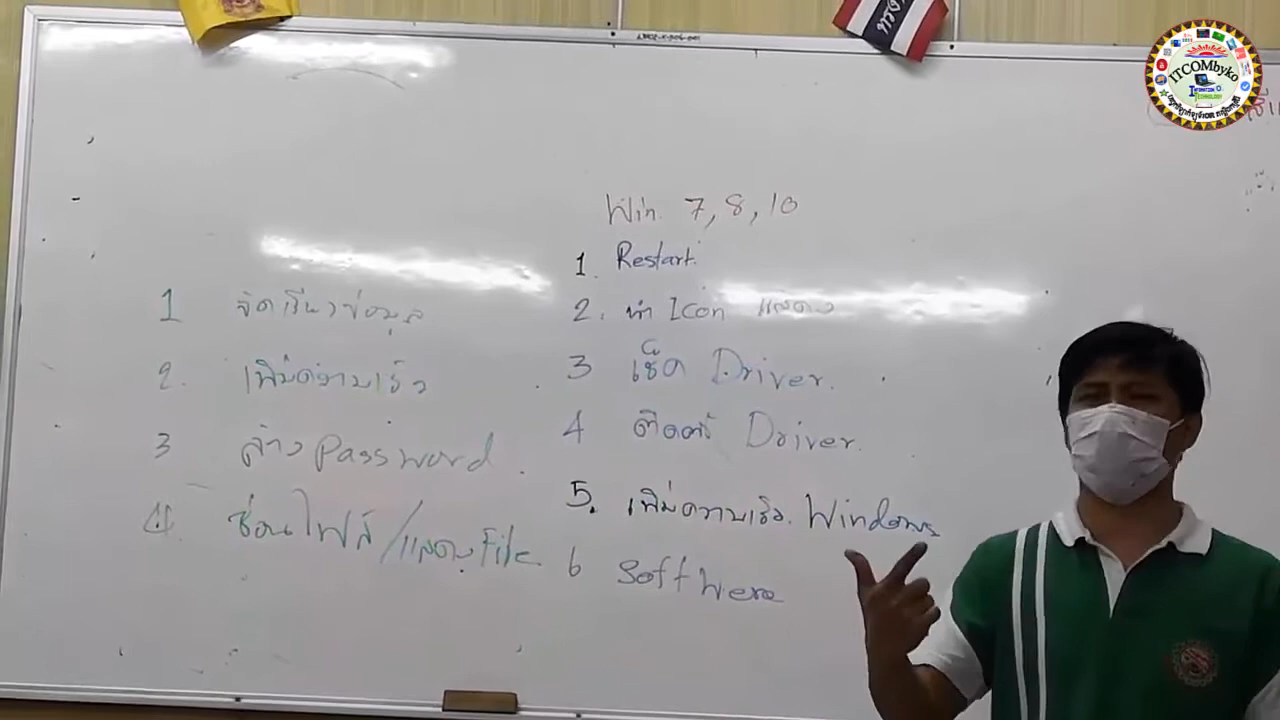 ITCOMbyko
INFORMATION
TECHNOLOGY
Win 7, 8, 10
1. Restart
2. นำ Icon แสดง
3 เช็ค Driver.
4 ติดตั้ง Driver.
5. เพิ่มความเร็ว. Windows
6 Softwere
1 จัดเรียงข้อมูล
2. เพิ่มความเร็ว
3 ล้าง password
4. ซ่อนไฟล์/แสดง File